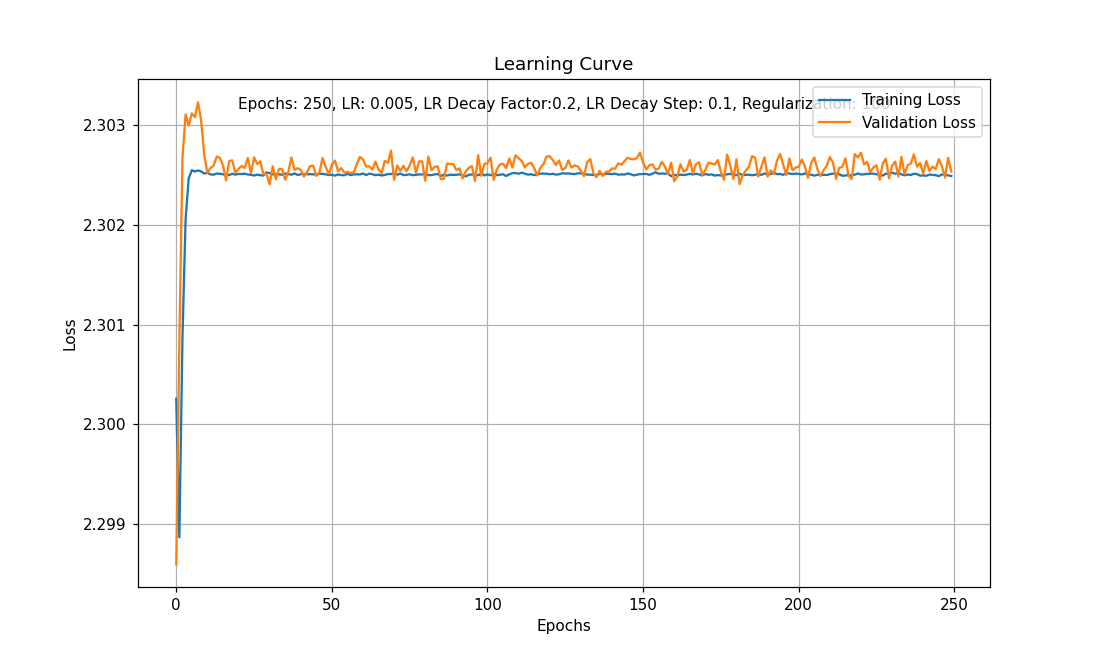 Learning Curve
Epochs: 250, LR: 0.005, LR Decay Factor:0.2, LR Decay Step: 0.1, Regularization: 100
Training Loss
Validation Loss
2.303
2.302
2.301
2.300
2.299
Loss
0 50 100 150 200 250
Epochs